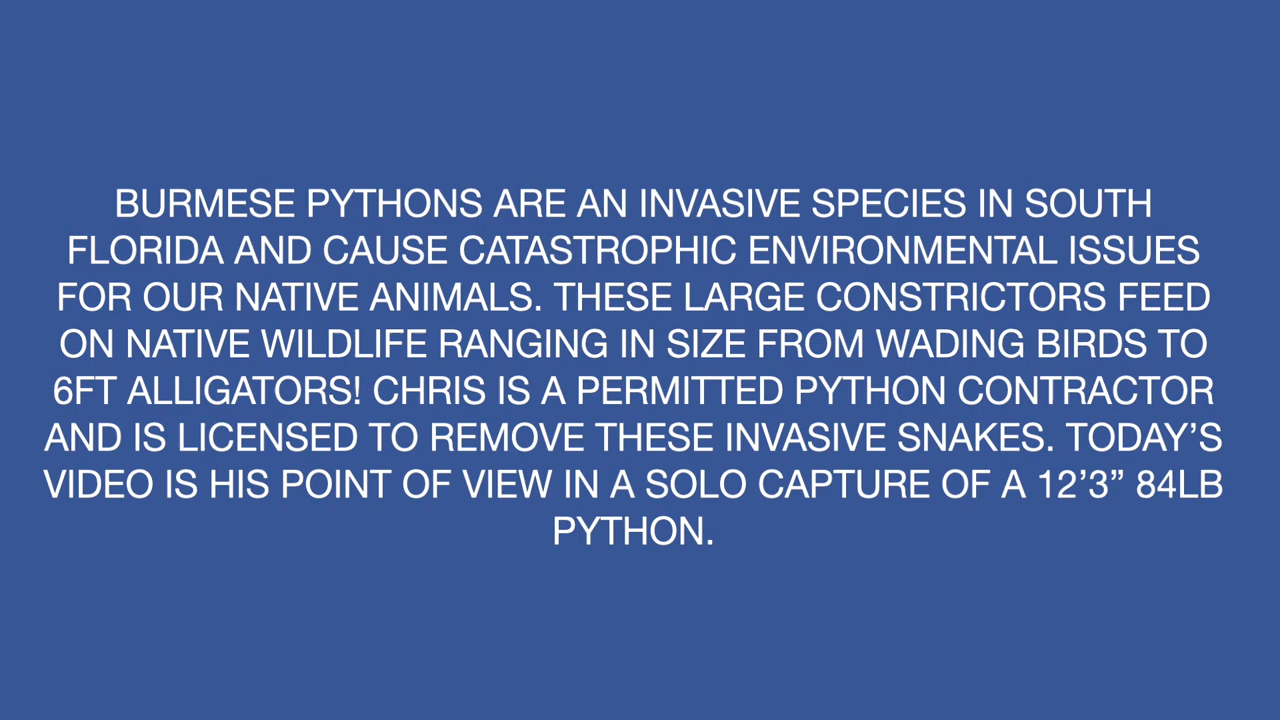 BURMESE PYTHONS ARE AN INVASIVE SPECIES IN SOUTH
FLORIDA AND CAUSE CATASTROPHIC ENVIRONMENTAL ISSUES
FOR OUR NATIVE ANIMALS. THESE LARGE CONSTRICTORS FEED
ON NATIVE WILDLIFE RANGING IN SIZE FROM WADING BIRDS TO
6FT ALLIGATORS! CHRIS IS A PERMITTED PYTHON CONTRACTOR
AND IS LICENSED TO REMOVE THESE INVASIVE SNAKES. TODAY’S
VIDEO IS HIS POINT OF VIEW IN A SOLO CAPTURE OF A 12’3” 84LB
PYTHON.